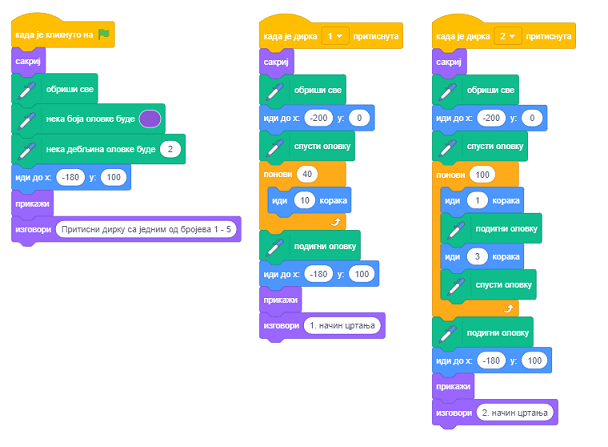 када је кликнуто на
сакриј
обриши све
нека боја оловке буде
нека дебљина оловке буде 2
иди до x: -180 y: 100
прикажи
изговори Притисни дирку са једним од бројева 1 - 5
када је дирка 1 притиснута
сакриј
обриши све
иди до x: -200 y: 0
спусти оловку
понови 40
иди 10 корака
подигни оловку
иди до x: -180 y: 100
прикажи
изговори 1. начин цртања
када је дирка 2 притиснута
сакриј
обриши све
иди до x: -200 y: 0
спусти оловку
понови 100
иди 1 корака
подигни оловку
иди 3 корака
спусти оловку
подигни оловку
иди до x: -180 y: 100
прикажи
изговори 2. начин цртања